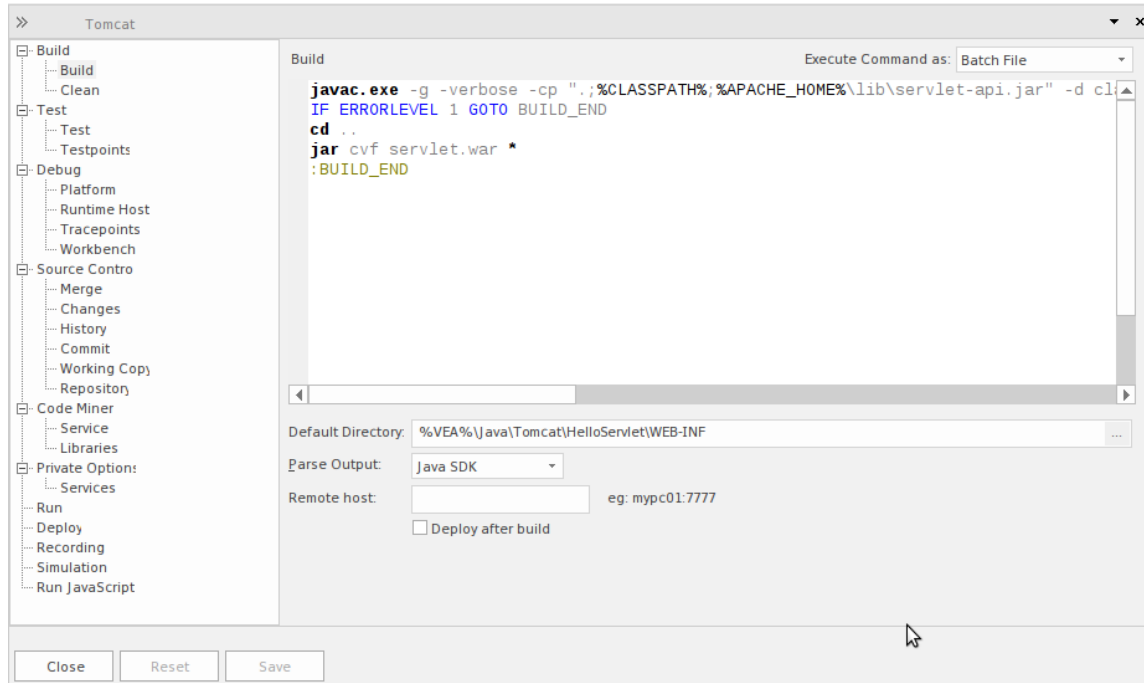 Tomcat
Build
Build
Clean
Test
Test
Testpoints
Debug
Platform
Runtime Host
Tracepoints
Workbench
Source Contro
Merge
Changes
History
Commit
Working Copy
Repository
Code Miner
Service
Libraries
Private Options
Services
Run
Deploy
Recording
Simulation
Run JavaScript
Build
Execute Command as: Batch File
javac.exe -g -verbose -cp ".;%CLASSPATH%;%APACHE_HOME%\lib\servlet-api.jar" -d cla
IF ERRORLEVEL 1 GOTO BUILD_END
cd ..
jar cvf servlet.war *
:BUILD_END
Default Directory: %VEA%\Java\Tomcat\HelloServlet\WEB-INF ...
Parse Output: Java SDK
Remote host: eg: mypc01:7777
Deploy after build
Close Reset Save